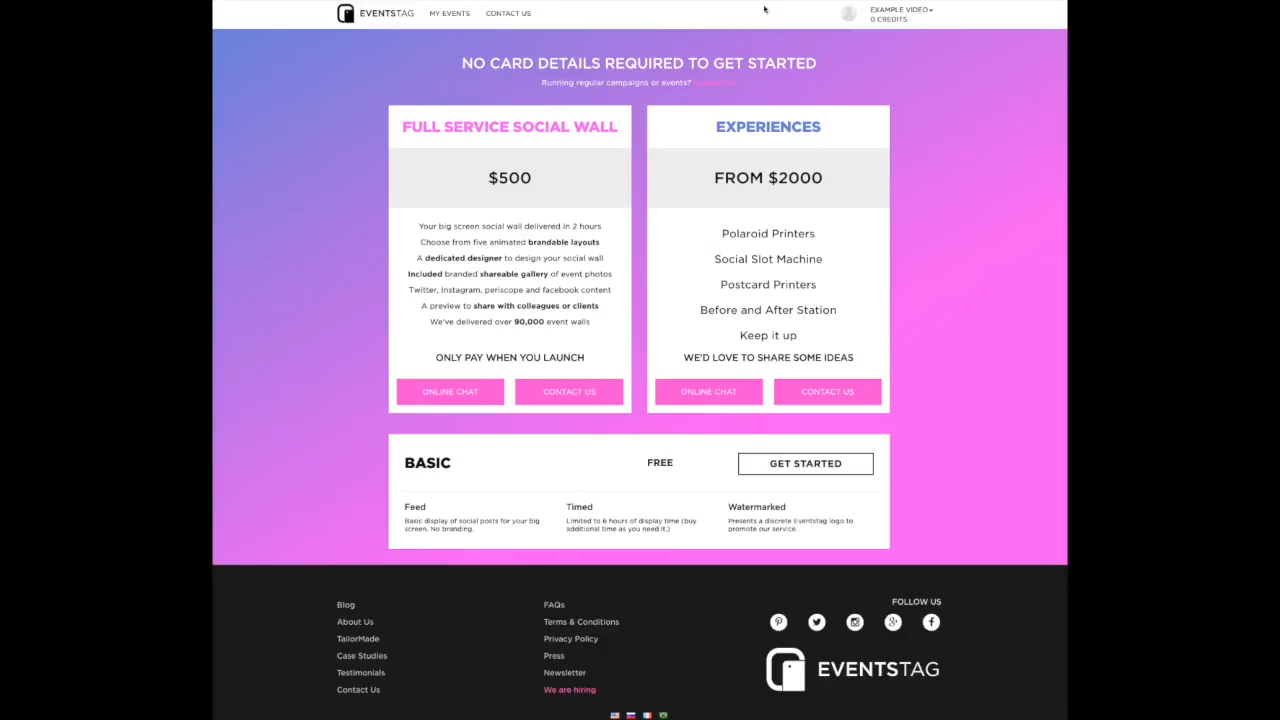 EVENTSTAG
MY EVENTS
CONTACT US
EXAMPLE VIDEO
0 CREDITS
NO CARD DETAILS REQUIRED TO GET STARTED
Running regular campaigns or events?
FULL SERVICE SOCIAL WALL
$500
Your big screen social wall delivered in 2 hours
Choose from five animated brandable layouts
A dedicated designer to design your social wall
Included branded shareable gallery of event photos
Twitter, Instagram, periscope and facebook content
A preview to share with colleagues or clients
We've delivered over 90,000 event walls
ONLY PAY WHEN YOU LAUNCH
ONLINE CHAT
CONTACT US
EXPERIENCES
FROM $2000
Polaroid Printers
Social Slot Machine
Postcard Printers
Before and After Station
Keep it up
WE'D LOVE TO SHARE SOME IDEAS
ONLINE CHAT
CONTACT US
BASIC
FREE
GET STARTED
Feed
Basic display of social posts for your big
screen. No branding.
Timed
Limited to 6 hours of display time (buy
additional time as you need it.)
Watermarked
Presents a discrete Eventstag logo to
promote our service.
Blog
About Us
TailorMade
Case Studies
Testimonials
Contact Us
FAQs
Terms & Conditions
Privacy Policy
Press
Newsletter
We are hiring
FOLLOW US
EVENTSTAG